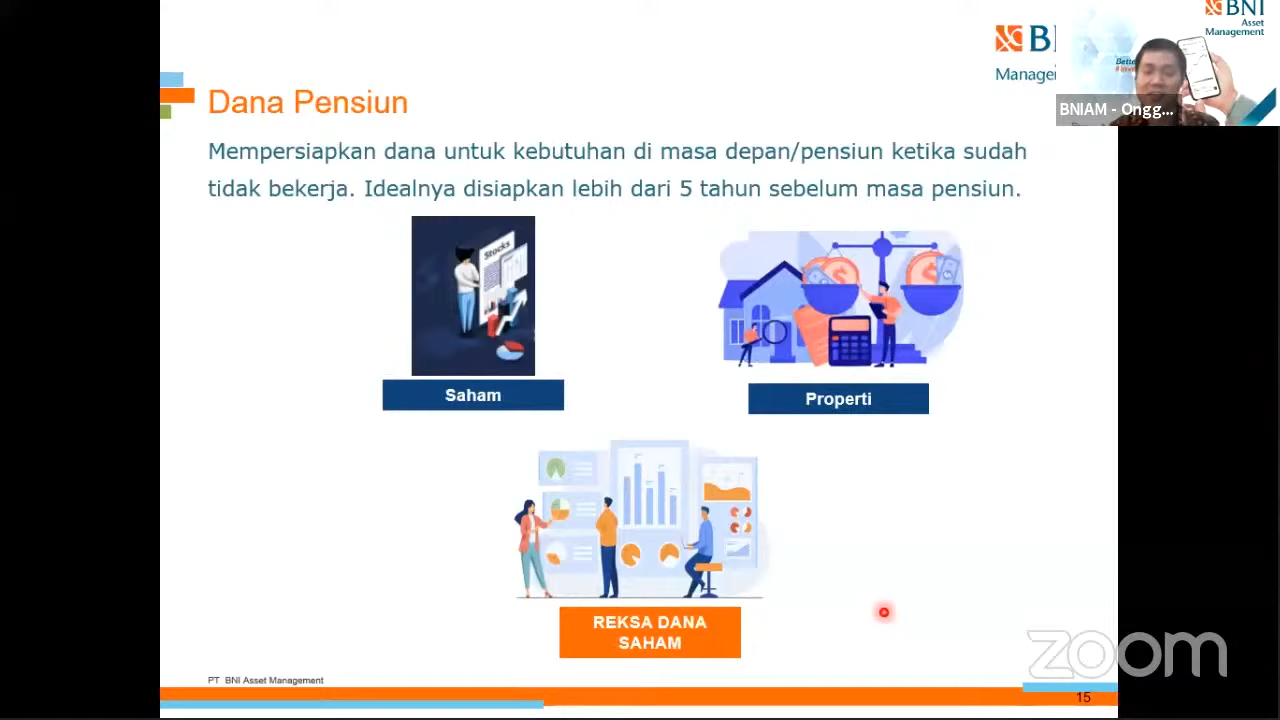 BNI
Asset
Management
BNIAM - Ongg...
Dana Pensiun
Mempersiapkan dana untuk kebutuhan di masa depan/pensiun ketika sudah
tidak bekerja. Idealnya disiapkan lebih dari 5 tahun sebelum masa pensiun.
Stocks
Saham
Properti
REKSA DANA
SAHAM
zoom
PT BNI Asset Management
15